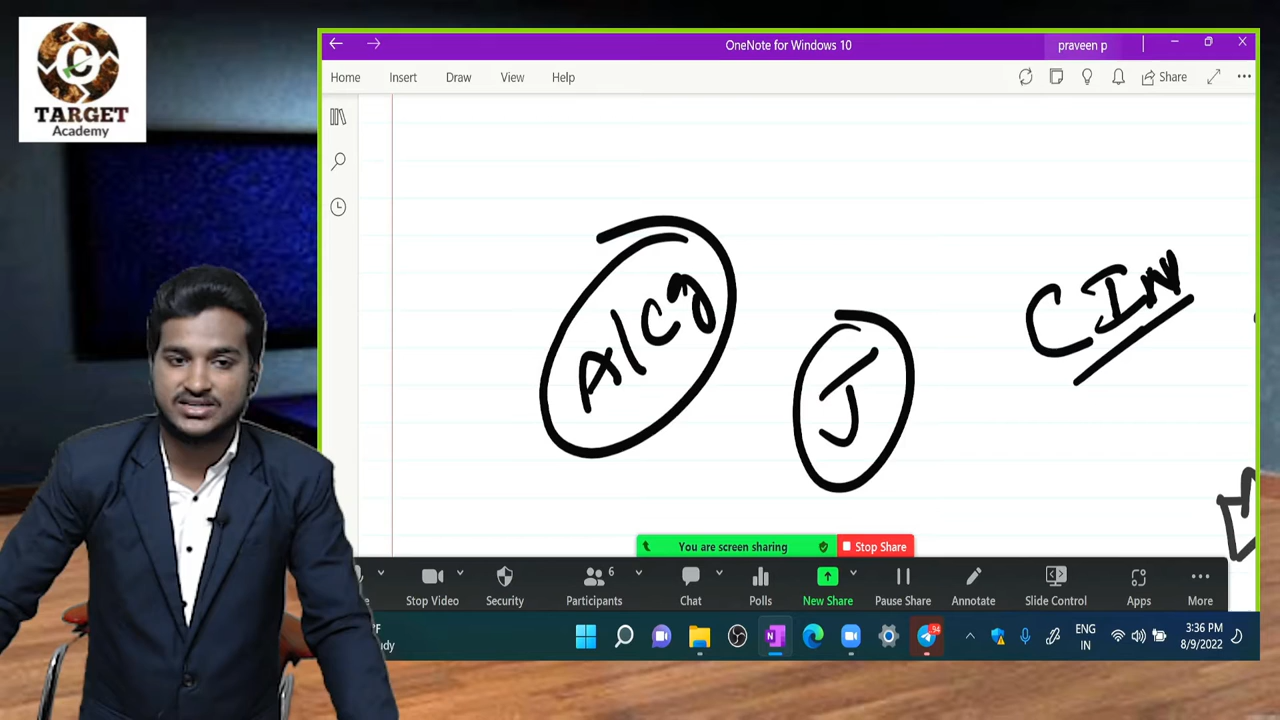 C
TARGET
Academy
OneNote for Windows 10
praveen p
Home Insert Draw View Help
Share
A/Cg
J
CIN
You are screen sharing
Stop Share
Stop Video
Security
6
Participants
Chat
Polls
New Share
Pause Share
Annotate
Slide Control
Apps
More
94
ENG
IN
3:36 PM
8/9/2022